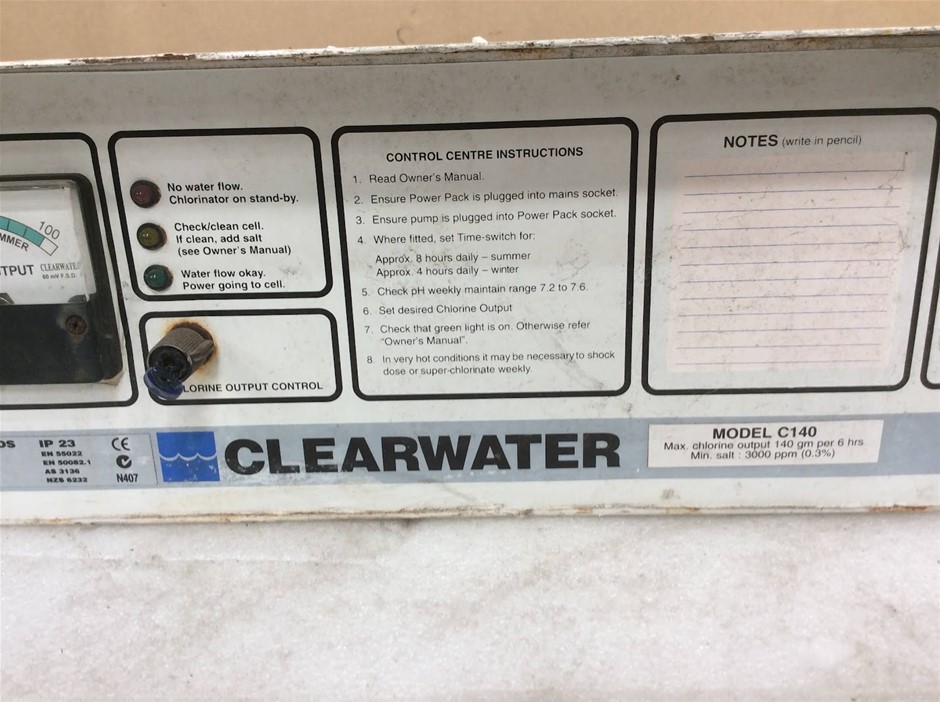 100
MMER
TPUT
CLEARWATE
60 mV F.S.D.
No water flow.
Chlorinator on stand-by.
Check/clean cell.
If clean, add salt
(see Owner's Manual)
Water flow okay.
Power going to cell.
LORINE OUTPUT CONTROL
CONTROL CENTRE INSTRUCTIONS
1. Read Owner's Manual.
2. Ensure Power Pack is plugged into mains socket.
3. Ensure pump is plugged into Power Pack socket.
4. Where fitted, set Time-switch for:
Approx. 8 hours daily – summer
Approx. 4 hours daily – winter
5. Check pH weekly maintain range 7.2 to 7.6.
6. Set desired Chlorine Output
7. Check that green light is on. Otherwise refer
"Owner's Manual".
8. In very hot conditions it may be necessary to shock
dose or super-chlorinate weekly.
NOTES (write in pencil)
DS
IP 23
EN 55022
EN 50082.1
AS 3136
NZS 6232
CE
N407
CLEARWATER
MODEL C140
Max. chlorine output 140 gm per 6 hrs
Min. salt : 3000 ppm (0.3%)